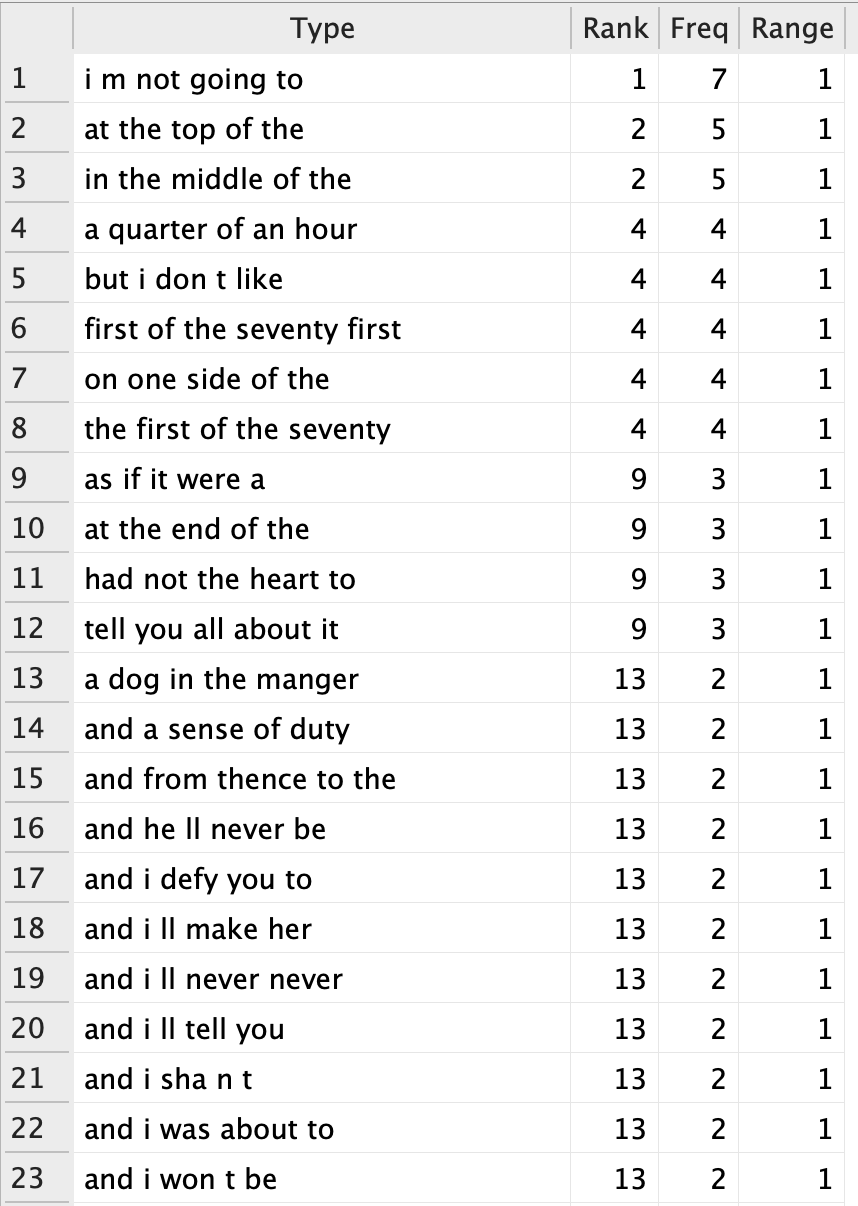 Type Rank Freq Range
1 i m not going to 1 7 1
2 at the top of the 2 5 1
3 in the middle of the 2 5 1
4 a quarter of an hour 4 4 1
5 but i don t like 4 4 1
6 first of the seventy first 4 4 1
7 on one side of the 4 4 1
8 the first of the seventy 4 4 1
9 as if it were a 9 3 1
10 at the end of the 9 3 1
11 had not the heart to 9 3 1
12 tell you all about it 9 3 1
13 a dog in the manger 13 2 1
14 and a sense of duty 13 2 1
15 and from thence to the 13 2 1
16 and he ll never be 13 2 1
17 and i defy you to 13 2 1
18 and i ll make her 13 2 1
19 and i ll never never 13 2 1
20 and i ll tell you 13 2 1
21 and i sha n t 13 2 1
22 and i was about to 13 2 1
23 and i won t be 13 2 1